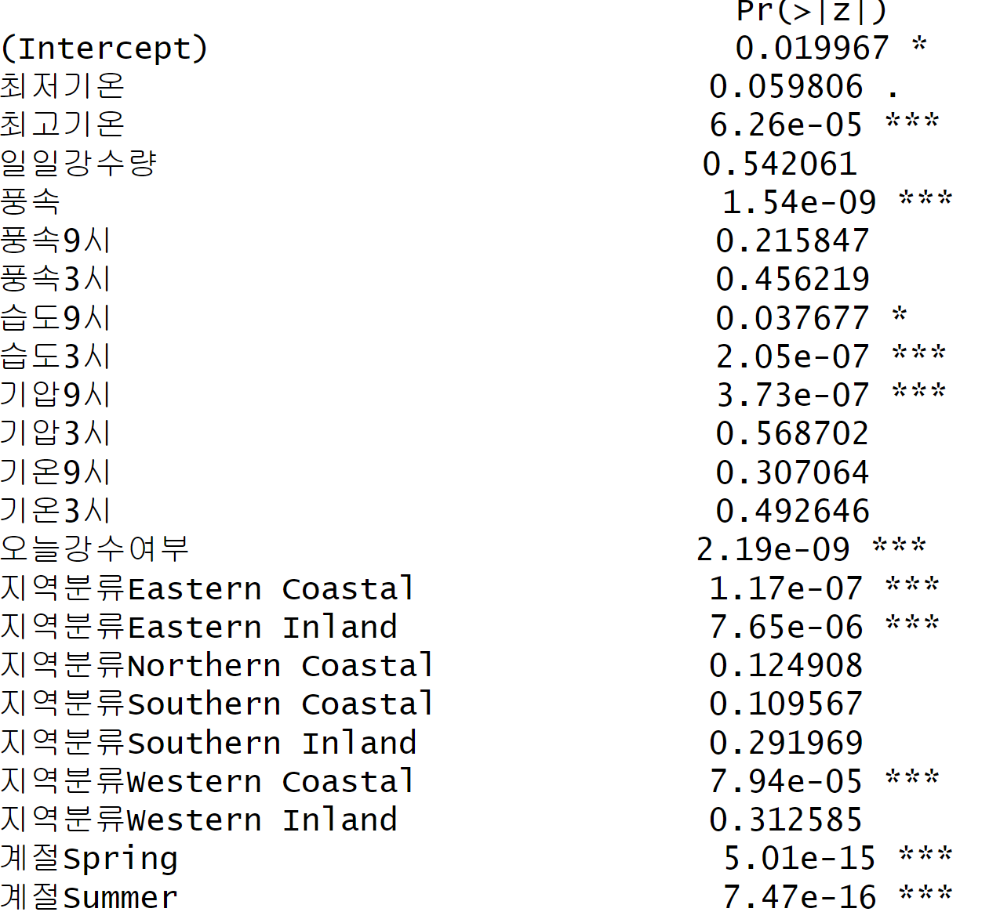 Pr(>|z|)
(Intercept) 0.019967 *
최저기온 0.059806 .
최고기온 6.26e-05 ***
일일강수량 0.542061
풍속 1.54e-09 ***
풍속9시 0.215847
풍속3시 0.456219
습도9시 0.037677 *
습도3시 2.05e-07 ***
기압9시 3.73e-07 ***
기압3시 0.568702
기온9시 0.307064
기온3시 0.492646
오늘강수여부 2.19e-09 ***
지역분류Eastern Coastal 1.17e-07 ***
지역분류Eastern Inland 7.65e-06 ***
지역분류Northern Coastal 0.124908
지역분류Southern Coastal 0.109567
지역분류Southern Inland 0.291969
지역분류Western Coastal 7.94e-05 ***
지역분류Western Inland 0.312585
계절Spring 5.01e-15 ***
계절Summer 7.47e-16 ***